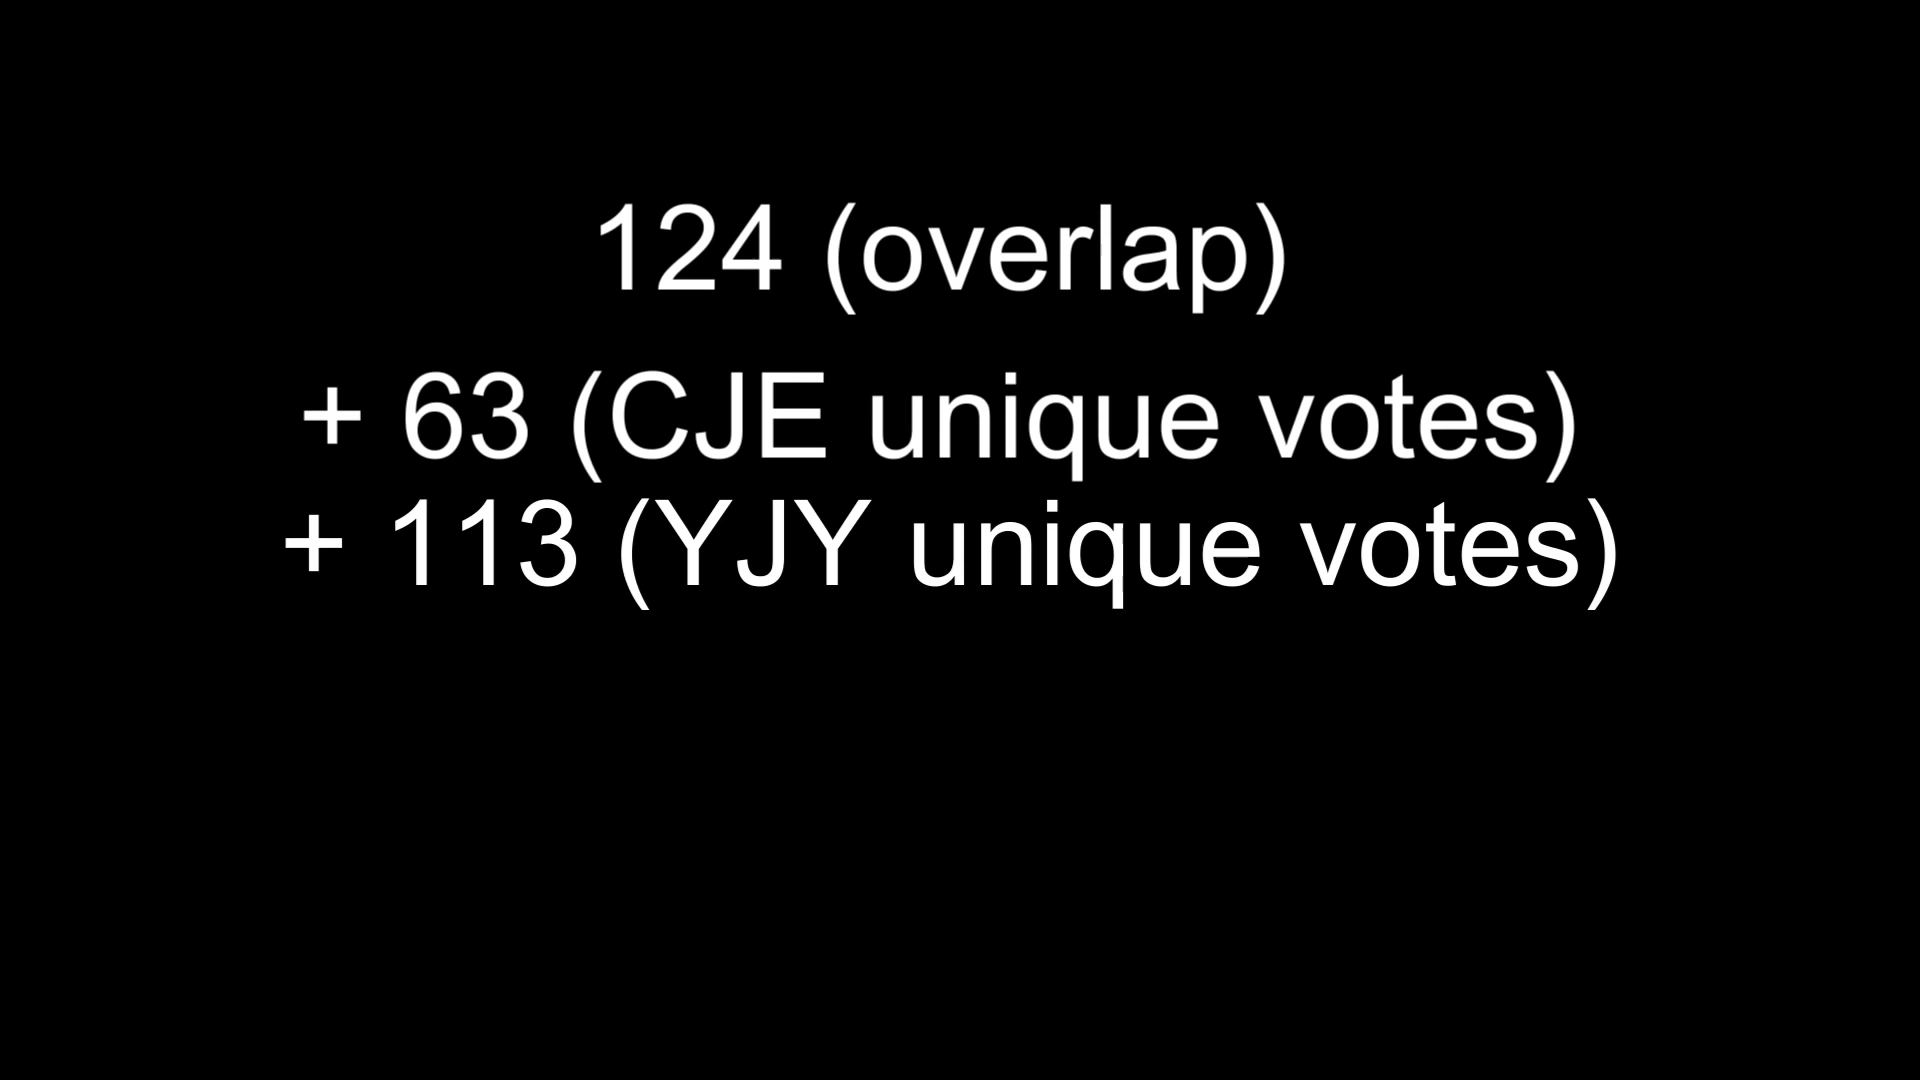 124 (overlap)
+ 63 (CJE unique votes)
+ 113 (YJY unique votes)